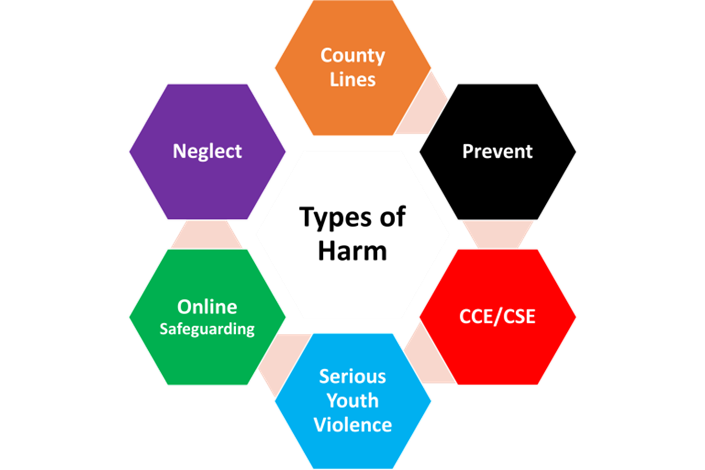 County
Lines
Prevent
CCE/CSE
Serious
Youth
Violence
Online
Safeguarding
Neglect
Types of
Harm